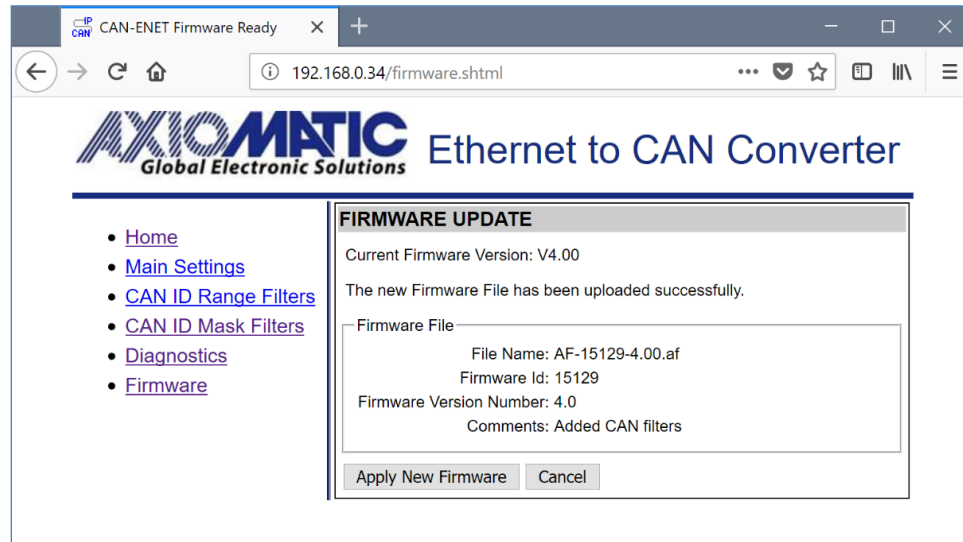 IP
CAN CAN-ENET Firmware Ready
192.168.0.34/firmware.shtml
AXIOMATIC
Global Electronic Solutions
Ethernet to CAN Converter
Home
Main Settings
CAN ID Range Filters
CAN ID Mask Filters
Diagnostics
Firmware
FIRMWARE UPDATE
Current Firmware Version: V4.00
The new Firmware File has been uploaded successfully.
Firmware File
File Name: AF-15129-4.00.af
Firmware Id: 15129
Firmware Version Number: 4.0
Comments: Added CAN filters
Apply New Firmware Cancel